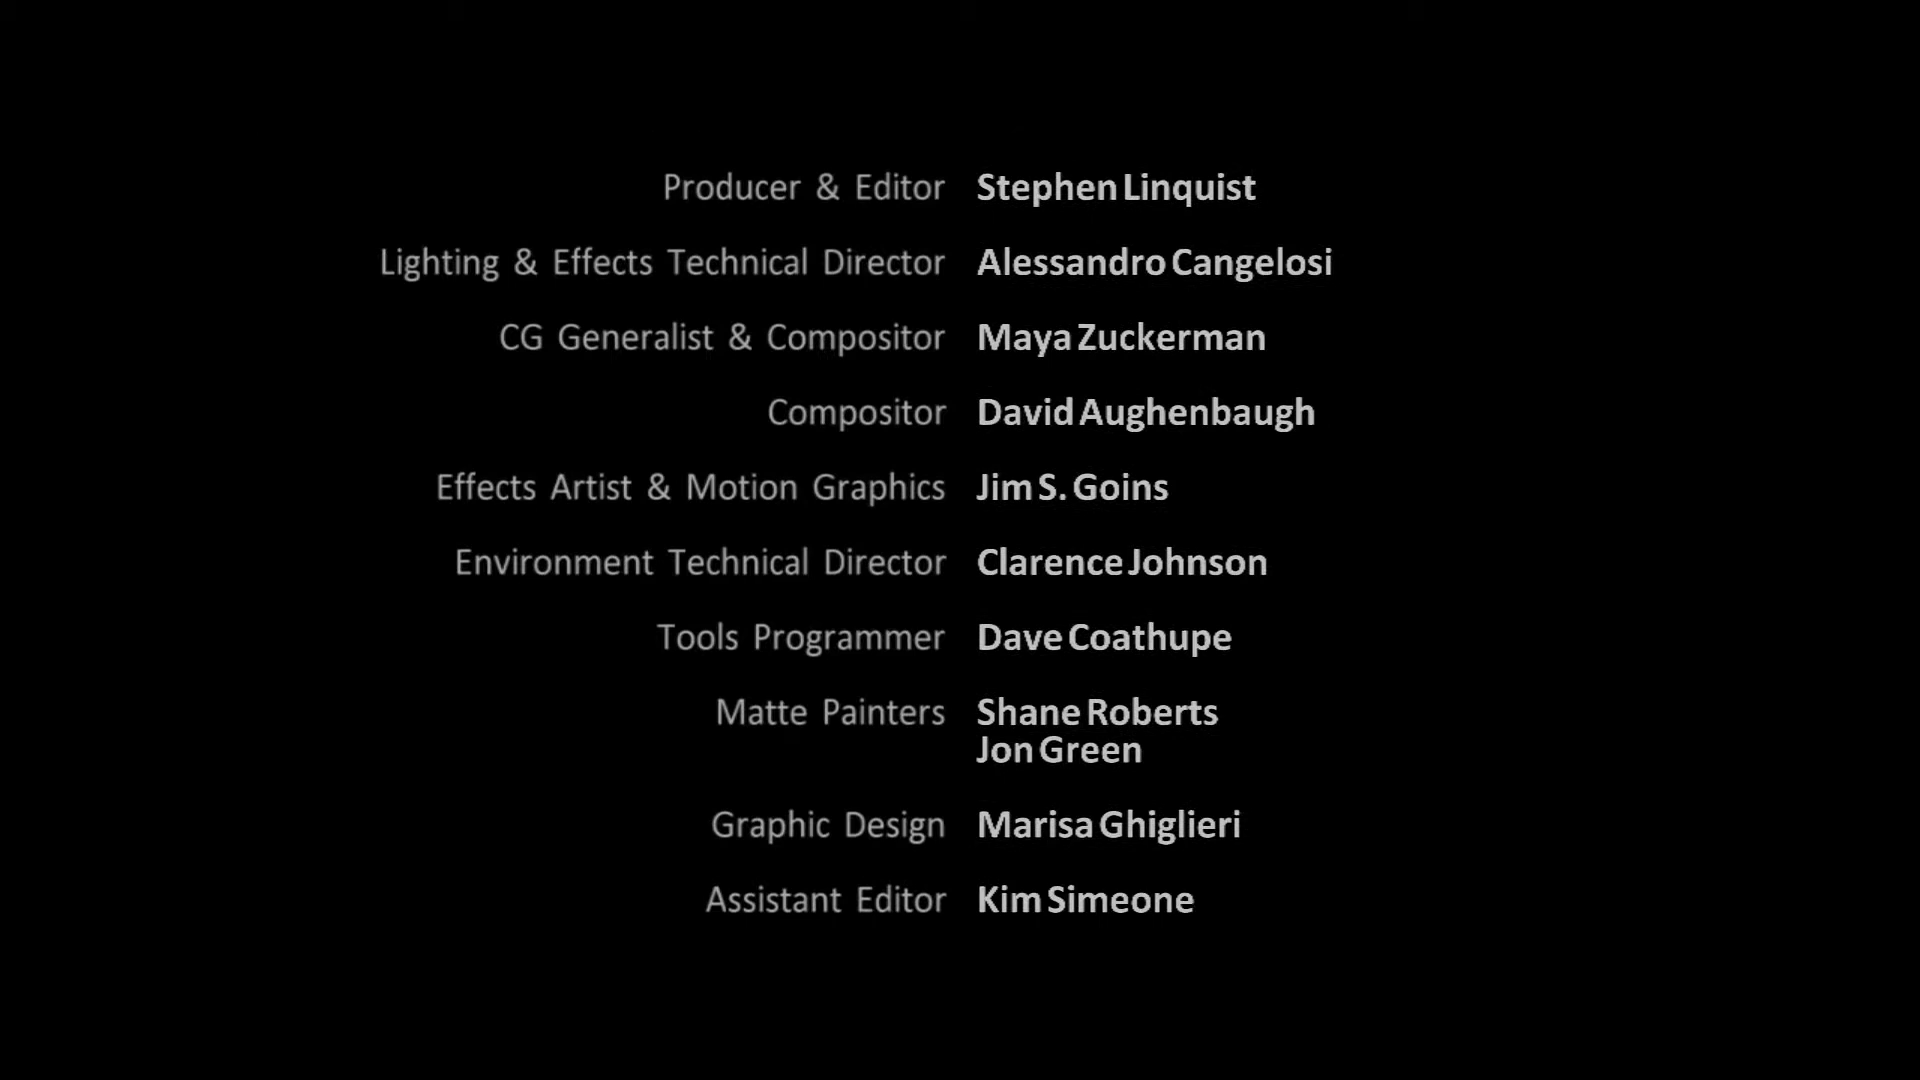 Producer & Editor Stephen Linquist
Lighting & Effects Technical Director Alessandro Cangelosi
CG Generalist & Compositor Maya Zuckerman
Compositor David Aughenbaugh
Effects Artist & Motion Graphics Jim S. Goins
Environment Technical Director Clarence Johnson
Tools Programmer Dave Coathupe
Matte Painters Shane Roberts
Jon Green
Graphic Design Marisa Ghiglieri
Assistant Editor Kim Simeone